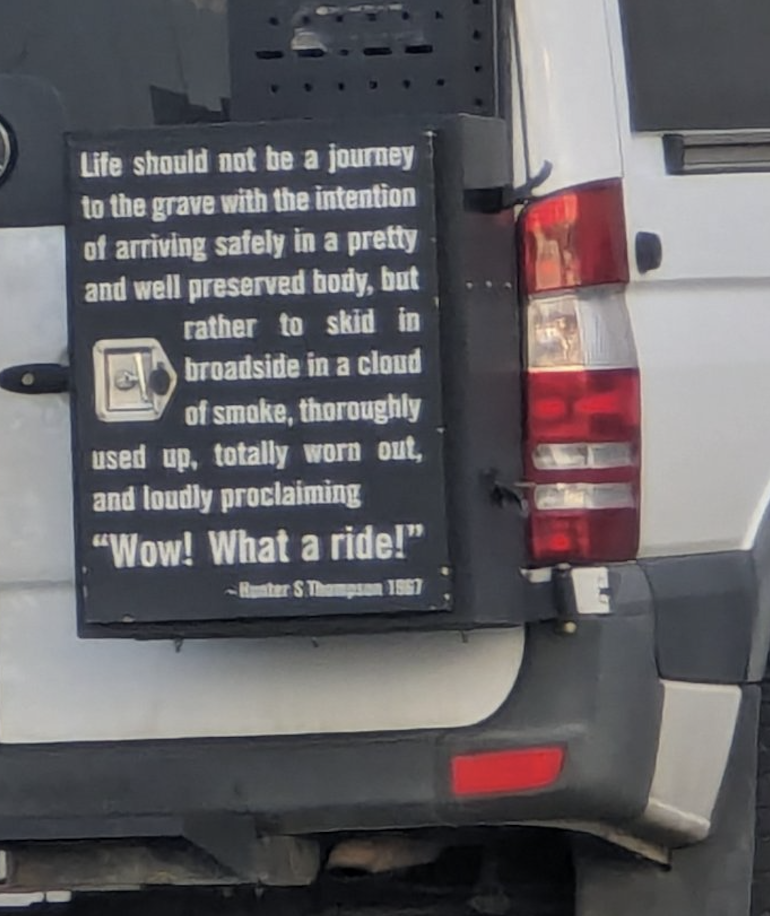 Life should not be a journey
to the grave with the intention
of arriving safely in a pretty
and well preserved body, but
rather to skid in
broadside in a cloud
of smoke, thoroughly
used up, totally worn out,
and loudly proclaiming
“Wow! What a ride!”
~Hunter S Thompson 1967